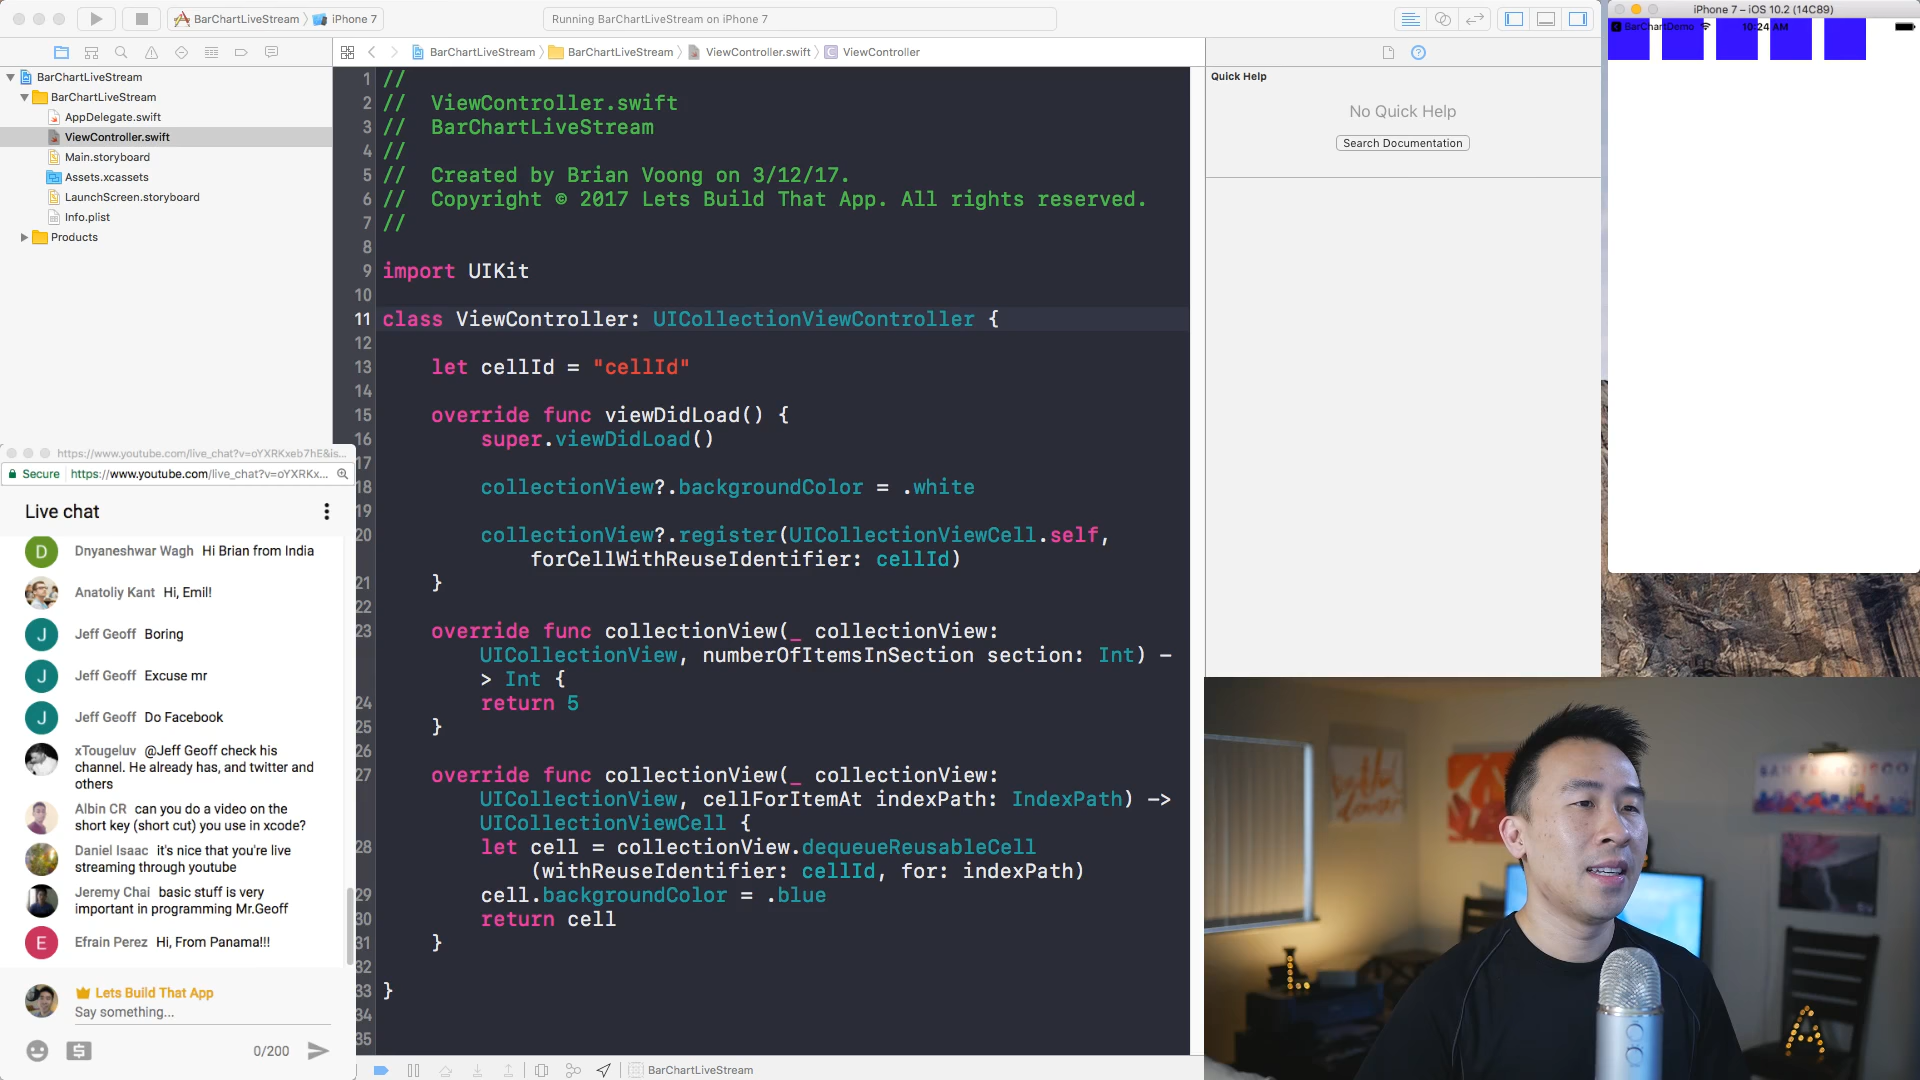 BarChartLiveStream
iPhone 7
Running BarChartLiveStream on iPhone 7
iPhone 7 – iOS 10.2 (14C89)
BarChartDemo
10:24 AM
BarChartLiveStream
BarChartLiveStream
ViewController.swift
ViewController
Quick Help
No Quick Help
Search Documentation
BarChartLiveStream
BarChartLiveStream
AppDelegate.swift
ViewController.swift
Main.storyboard
Assets.xcassets
LaunchScreen.storyboard
Info.plist
Products
1 //
2 //  ViewController.swift
3 //  BarChartLiveStream
4 //
5 //  Created by Brian Voong on 3/12/17.
6 //  Copyright © 2017 Lets Build That App. All rights reserved.
7 //
8
9 import UIKit
10
11 class ViewController: UICollectionViewController {
12
13 let cellId = "cellId"
14
15 override func viewDidLoad() {
16 super.viewDidLoad()
17
18 collectionView?.backgroundColor = .white
19
20 collectionView?.register(UICollectionViewCell.self,
forCellWithReuseIdentifier: cellId)
21 }
22
23 override func collectionView(_ collectionView:
UICollectionView, numberOfItemsInSection section: Int) -
> Int {
24 return 5
25 }
26
27 override func collectionView(_ collectionView:
UICollectionView, cellForItemAt indexPath: IndexPath) ->
UICollectionViewCell {
28 let cell = collectionView.dequeueReusableCell
(withReuseIdentifier: cellId, for: indexPath)
29 cell.backgroundColor = .blue
30 return cell
31 }
32
33 }
34
35
BarChartLiveStream
https://www.youtube.com/live_chat?v=oYXRKxeb7hE&is...
Secure
https://www.youtube.com/live_chat?v=oYXRKx...
Live chat
D
Dnyaneshwar Wagh Hi Brian from India
Anatoliy Kant Hi, Emil!
J
Jeff Geoff Boring
J
Jeff Geoff Excuse mr
J
Jeff Geoff Do Facebook
xTougeluv @Jeff Geoff check his
channel. He already has, and twitter and
others
Albin CR can you do a video on the
short key (short cut) you use in xcode?
Daniel Isaac it's nice that you're live
streaming through youtube
Jeremy Chai basic stuff is very
important in programming Mr.Geoff
E
Efrain Perez Hi, From Panama!!!
Lets Build That App
Say something...
0/200
SAN FRANCISCO
L
A